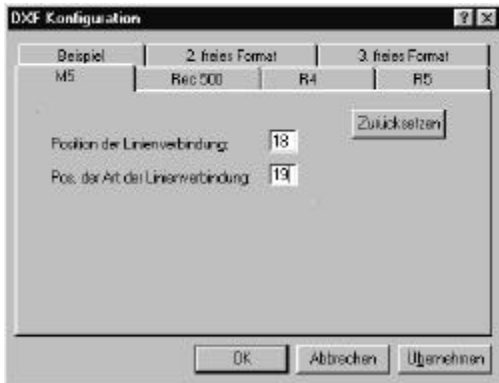 DXF Konfiguration
Beispiel 2. freies Format 3. freies Format
M5 Rec 500 R4 R5
Zurücksetzen
Position der Linienverbindung: 18
Pos. der Art der Linienverbindung: 19
OK Abbrechen Übernehmen